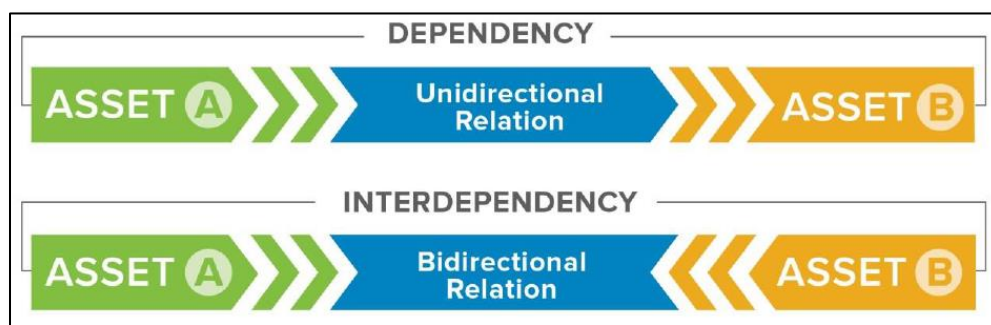 DEPENDENCY
ASSET A Unidirectional ASSET B
Relation
INTERDEPENDENCY
ASSET A Bidirectional ASSET B
Relation